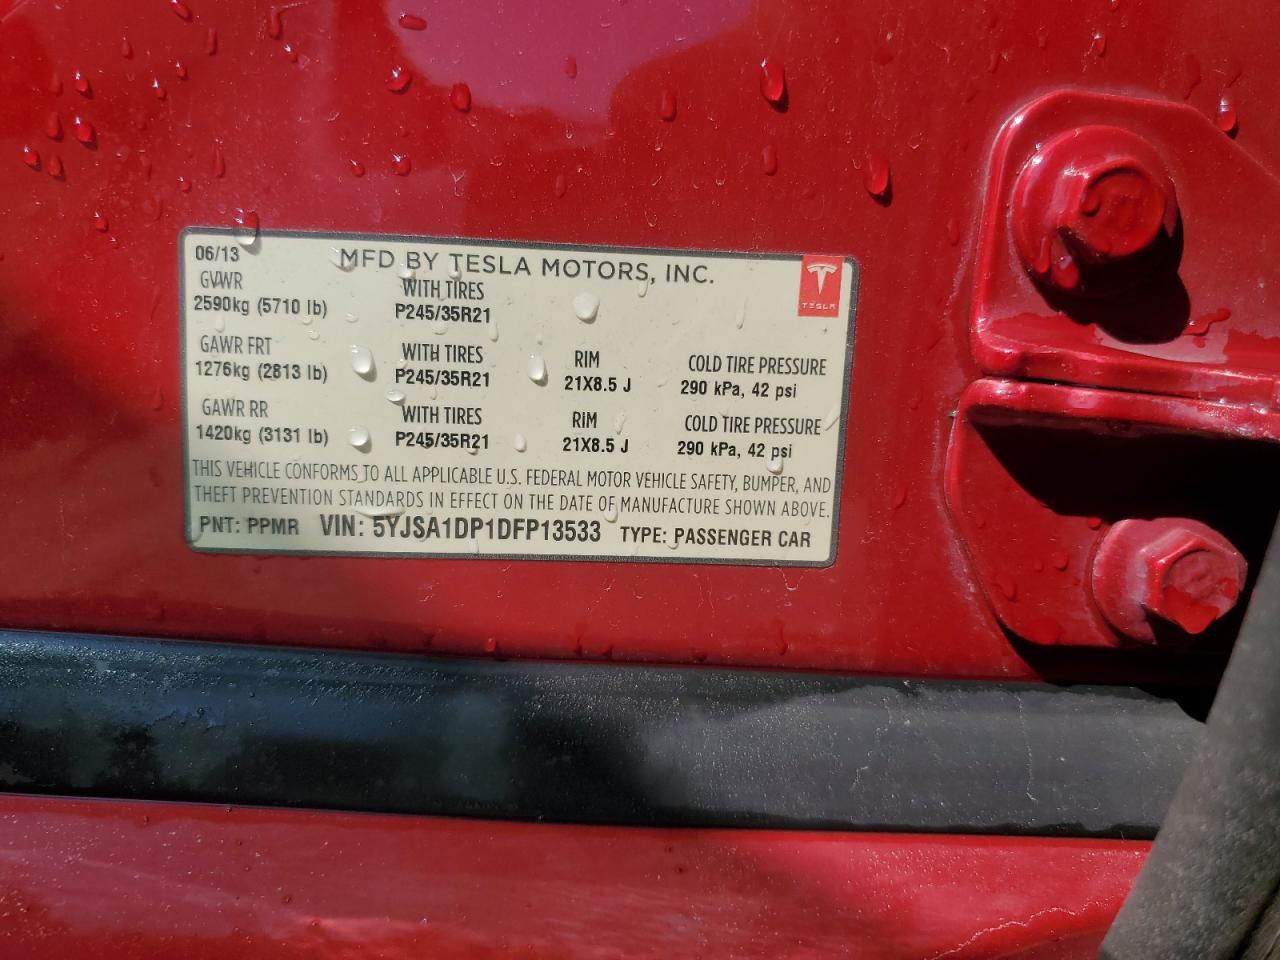 06/13 MFD BY TESLA MOTORS, INC. TESLA
GVWR WITH TIRES
2590kg (5710 lb) P245/35R21
GAWR FRT WITH TIRES RIM COLD TIRE PRESSURE
1276kg (2813 lb) P245/35R21 21X8.5 J 290 kPa, 42 psi
GAWR RR WITH TIRES RIM COLD TIRE PRESSURE
1420kg (3131 lb) P245/35R21 21X8.5 J 290 kPa, 42 psi
THIS VEHICLE CONFORMS TO ALL APPLICABLE U.S. FEDERAL MOTOR VEHICLE SAFETY, BUMPER, AND
THEFT PREVENTION STANDARDS IN EFFECT ON THE DATE OF MANUFACTURE SHOWN ABOVE.
PNT: PPMR VIN: 5YJSA1DP1DFP13533 TYPE: PASSENGER CAR